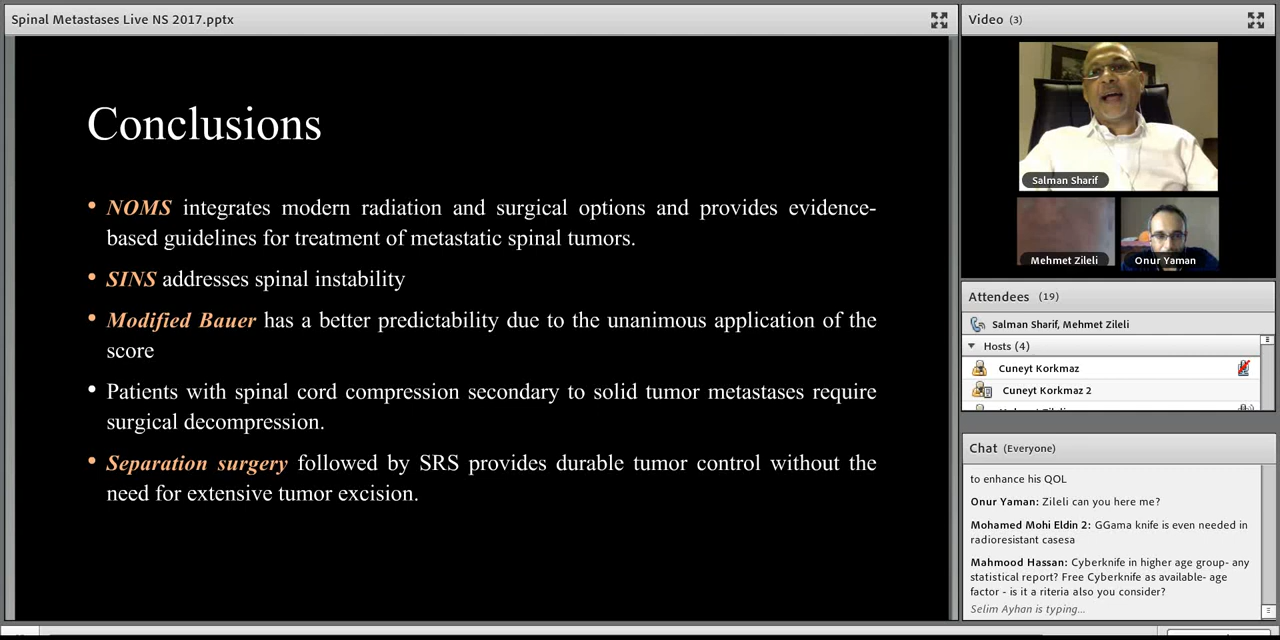 Spinal Metastases Live NS 2017.pptx
Conclusions
• NOMS integrates modern radiation and surgical options and provides evidence-
based guidelines for treatment of metastatic spinal tumors.
• SINS addresses spinal instability
• Modified Bauer has a better predictability due to the unanimous application of the
score
• Patients with spinal cord compression secondary to solid tumor metastases require
surgical decompression.
• Separation surgery followed by SRS provides durable tumor control without the
need for extensive tumor excision.
Video (3)
Salman Sharif
Mehmet Zileli
Onur Yaman
Attendees (19)
Salman Sharif, Mehmet Zileli
Hosts (4)
Cuneyt Korkmaz
Cuneyt Korkmaz 2
Chat (Everyone)
to enhance his QOL
Onur Yaman: Zileli can you here me?
Mohamed Mohi Eldin 2: GGama knife is even needed in
radioresistant casesa
Mahmood Hassan: Cyberknife in higher age group- any
statistical report? Free Cyberknife as available- age
factor - is it a riteria also you consider?
Selim Ayhan is typing...